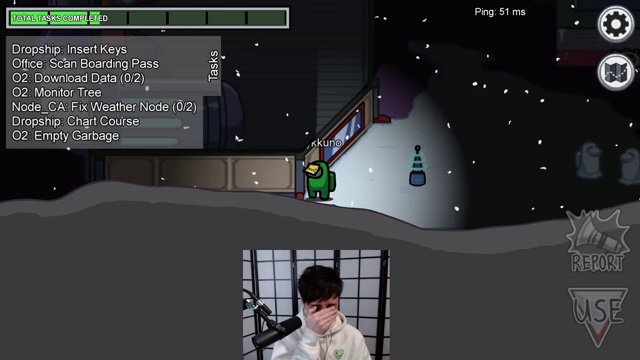 TOTAL TASKS COMPLETED
Ping: 51 ms
Dropship: Insert Keys
Office: Scan Boarding Pass
O2: Download Data (0/2)
O2: Monitor Tree
Node_CA: Fix Weather Node (0/2)
Dropship: Chart Course
O2: Empty Garbage
Tasks
kkuno
REPORT
USE